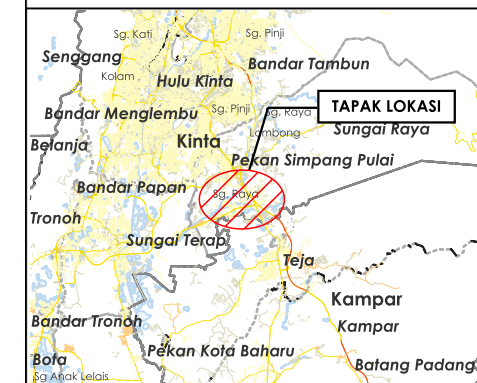 Sg. Kati
Sg. Pinji
Senggang
Kolam
Hulu Kinta
Bandar Tambun
Bandar Menglembu
Sg. Pinji
Sg. Raya
TAPAK LOKASI
Belanja
Kinta
Lombong
Sungai Raya
Pekan Simpang Pulai
Bandar Papan
Sg. Raya
Tronoh
Sungai Terap
Teja
Kampar
Bandar Tronoh
Kampar
Bota
Pekan Kota Baharu
Batang Padang
Sg Anak Lelais